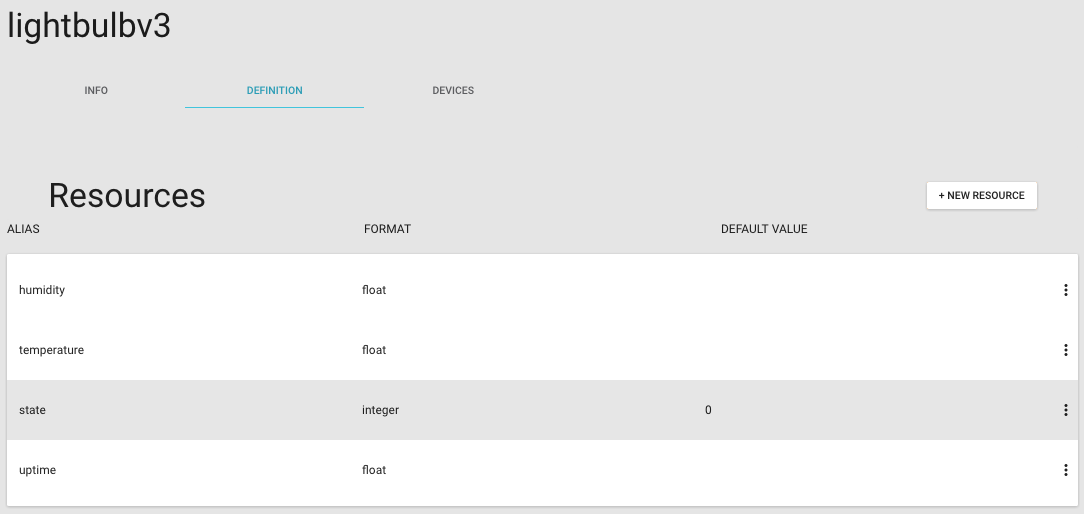 lightbulbv3
INFO DEFINITION DEVICES
Resources + NEW RESOURCE
ALIAS FORMAT DEFAULT VALUE
humidity float
temperature float
state integer 0
uptime float